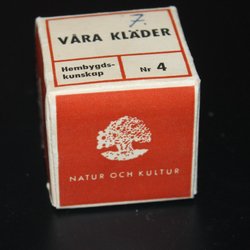 7.
VÅRA KLÄDER
Hembygds-
kunskap
Nr 4
NATUR OCH KULTUR